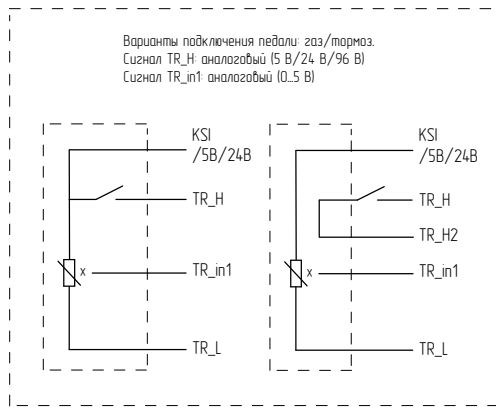 Варианты подключения педали: газ/тормоз.
Сигнал TR_H: аналоговый (5 В/24 В/96 В)
Сигнал TR_in1: аналоговый (0...5 В)
KSI
/5В/24В
TR_H
x
TR_in1
TR_L
KSI
/5В/24В
TR_H
TR_H2
x
TR_in1
TR_L